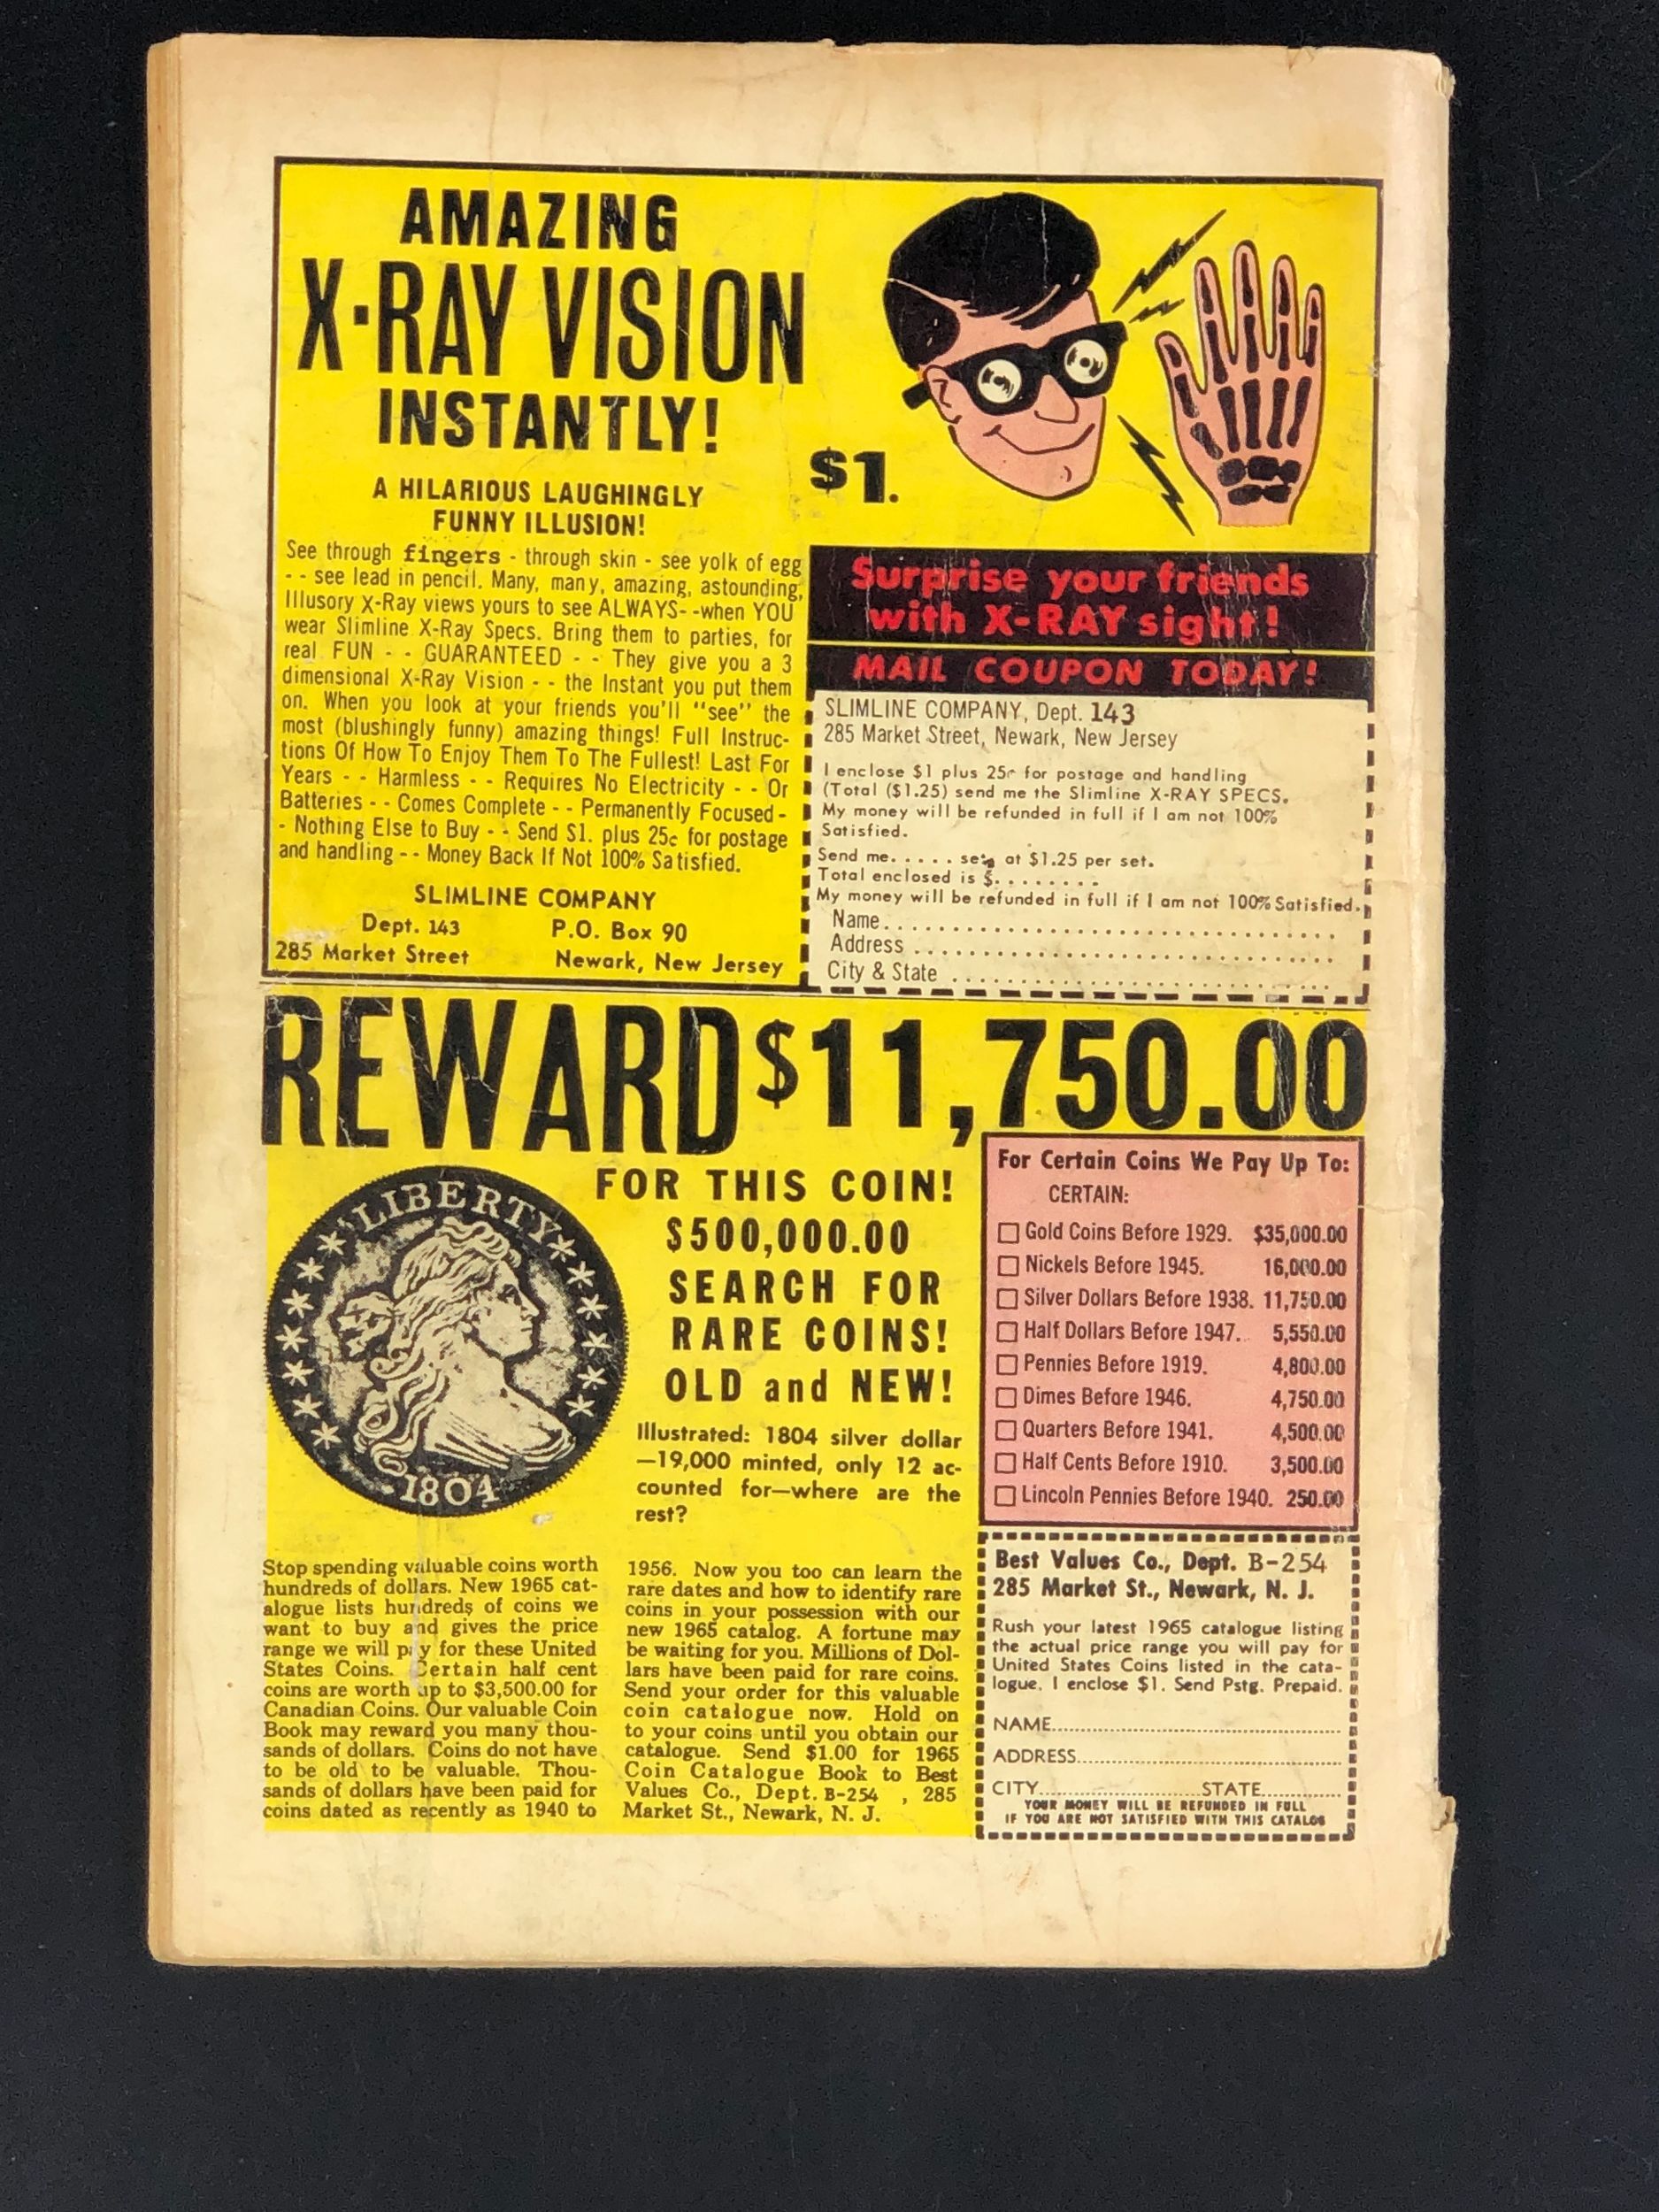 AMAZING
X-RAY VISION
INSTANTLY!
A HILARIOUS LAUGHINGLY
FUNNY ILLUSION!
See through fingers - through skin - see yolk of egg
- - see lead in pencil. Many, many, amazing, astounding,
Illusory X-Ray views yours to see ALWAYS- -when YOU
wear Slimline X-Ray Specs. Bring them to parties, for
real FUN - - GUARANTEED - - They give you a 3
dimensional X-Ray Vision - - the Instant you put them
on. When you look at your friends you'll "see" the
most (blushingly funny) amazing things! Full Instruc-
tions Of How To Enjoy Them To The Fullest! Last For
Years - - Harmless - - Requires No Electricity - - Or
Batteries - - Comes Complete - - Permanently Focused -
- Nothing Else to Buy - - Send $1. plus 25c for postage
and handling - - Money Back If Not 100% Satisfied.
SLIMLINE COMPANY
Dept. 143 P.O. Box 90
285 Market Street Newark, New Jersey
$1.
Surprise your friends
with X-RAY sight!
MAIL COUPON TODAY!
SLIMLINE COMPANY, Dept. 143
285 Market Street, Newark, New Jersey
I enclose $1 plus 25c for postage and handling
(Total ($1.25) send me the Slimline X-RAY SPECS.
My money will be refunded in full if I am not 100%
Satisfied.
Send me. . . . . sets at $1.25 per set.
Total enclosed is $. . . . . . . .
My money will be refunded in full if I am not 100% Satisfied.
Name. . . . . . . . . . . . . . . . . . . . . . . . . . . . . .
Address . . . . . . . . . . . . . . . . . . . . . . . . . . . .
City & State . . . . . . . . . . . . . . . . . . . . . . . . .
REWARD $11,750.00
FOR THIS COIN!
$500,000.00
SEARCH FOR
RARE COINS!
OLD and NEW!
LIBERTY
1804
Illustrated: 1804 silver dollar
—19,000 minted, only 12 ac-
counted for—where are the
rest?
Stop spending valuable coins worth
hundreds of dollars. New 1965 cat-
alogue lists hundreds of coins we
want to buy and gives the price
range we will pay for these United
States Coins. Certain half cent
coins are worth up to $3,500.00 for
Canadian Coins. Our valuable Coin
Book may reward you many thou-
sands of dollars. Coins do not have
to be old to be valuable. Thou-
sands of dollars have been paid for
coins dated as recently as 1940 to
1956. Now you too can learn the
rare dates and how to identify rare
coins in your possession with our
new 1965 catalog. A fortune may
be waiting for you. Millions of Dol-
lars have been paid for rare coins.
Send your order for this valuable
coin catalogue now. Hold on
to your coins until you obtain our
catalogue. Send $1.00 for 1965
Coin Catalogue Book to Best
Values Co., Dept. B-254 , 285
Market St., Newark, N. J.
For Certain Coins We Pay Up To:
CERTAIN:
Gold Coins Before 1929. $35,000.00
Nickels Before 1945. 16,000.00
Silver Dollars Before 1938. 11,750.00
Half Dollars Before 1947. 5,550.00
Pennies Before 1919. 4,800.00
Dimes Before 1946. 4,750.00
Quarters Before 1941. 4,500.00
Half Cents Before 1910. 3,500.00
Lincoln Pennies Before 1940. 250.00
Best Values Co., Dept. B-254
285 Market St., Newark, N. J.
Rush your latest 1965 catalogue listing
the actual price range you will pay for
United States Coins listed in the cata-
logue. I enclose $1. Send Pstg. Prepaid.
NAME..................................................
ADDRESS..............................................
CITY..............................STATE.............
YOUR MONEY WILL BE REFUNDED IN FULL
IF YOU ARE NOT SATISFIED WITH THIS CATALOG